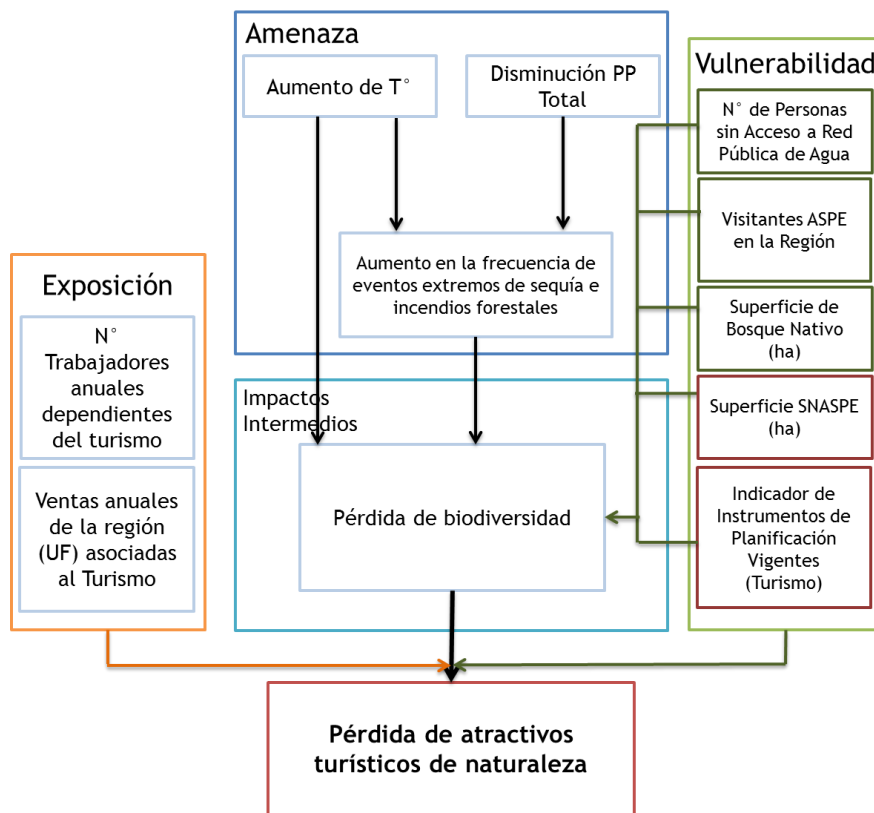 Amenaza
Aumento de T°
Disminución PP
Total
Aumento en la frecuencia de
eventos extremos de sequía e
incendios forestales
Vulnerabilidad
N° de Personas
sin Acceso a Red
Pública de Agua
Visitantes ASPE
en la Región
Superficie de
Bosque Nativo
(ha)
Superficie SNASPE
(ha)
Indicador de
Instrumentos de
Planificación
Vigentes
(Turismo)
Exposición
N°
Trabajadores
anuales
dependientes
del turismo
Ventas anuales
de la región
(UF) asociadas
al Turismo
Impactos
Intermedios
Pérdida de biodiversidad
Pérdida de atractivos
turísticos de naturaleza